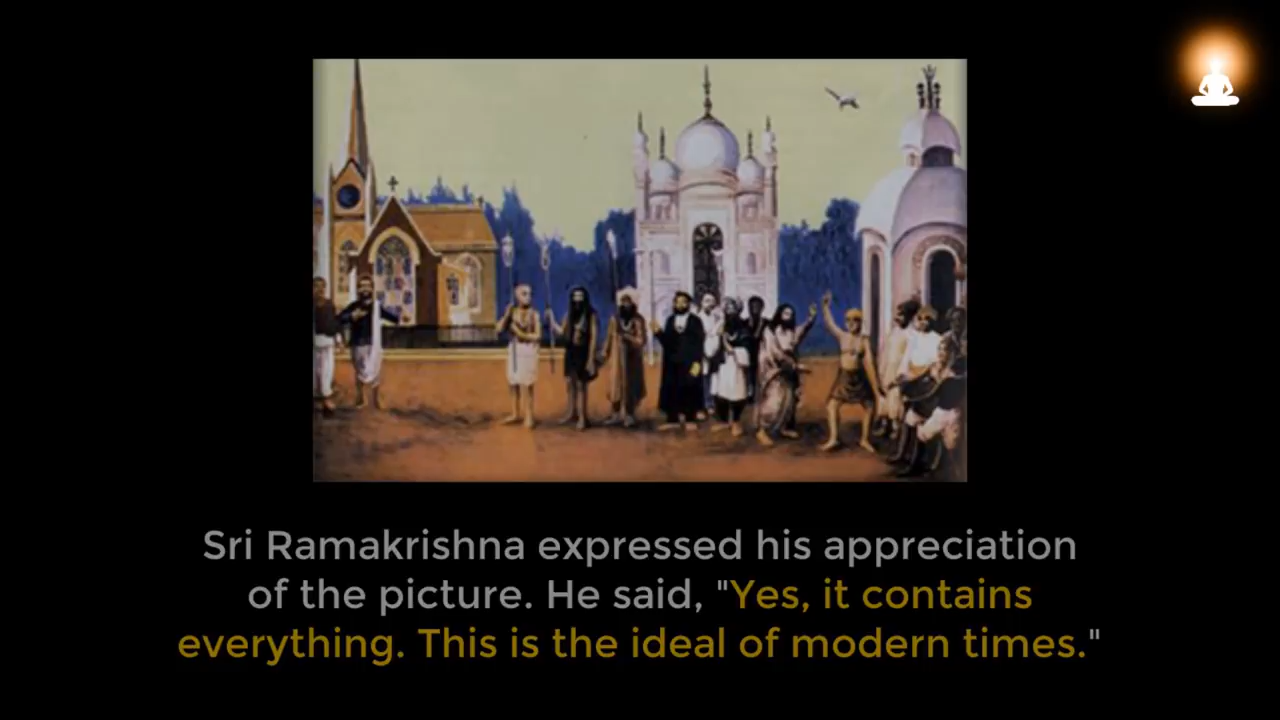 Sri Ramakrishna expressed his appreciation
of the picture. He said, "Yes, it contains
everything. This is the ideal of modern times."